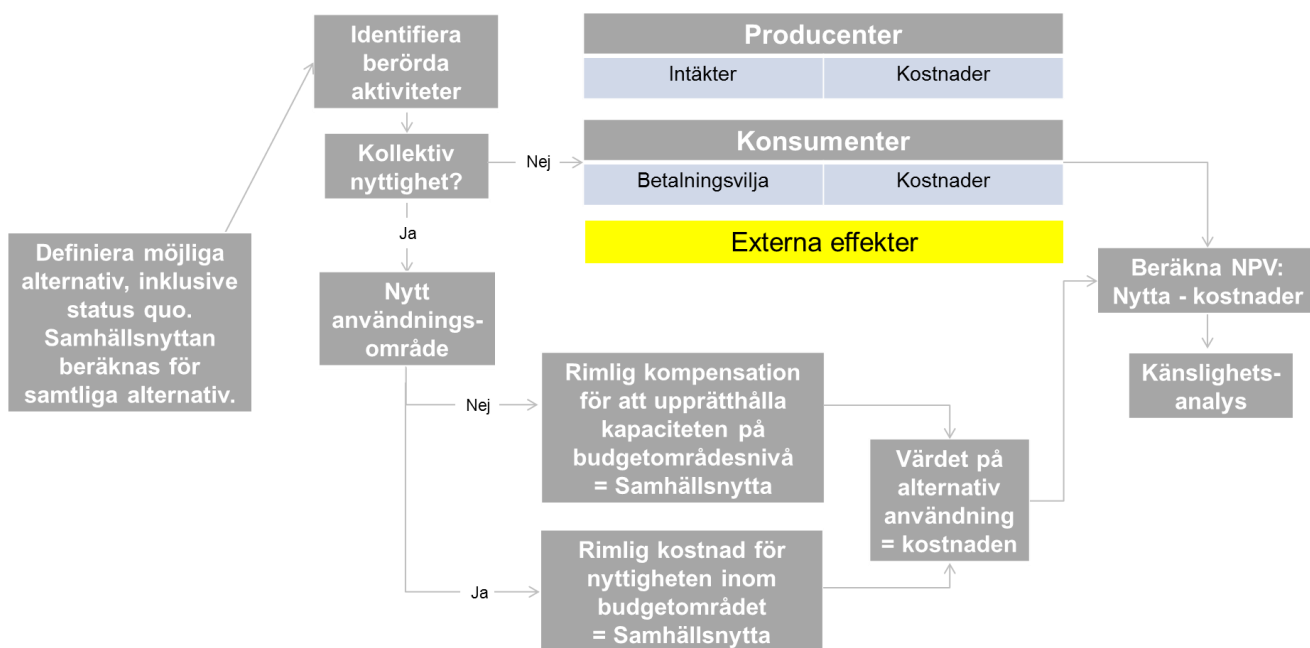 Identifiera
berörda
aktiviteter
Producenter
Intäkter
Kostnader
Kollektiv
nyttighet?
Nej
Konsumenter
Betalningsvilja
Kostnader
Externa effekter
Ja
Definiera möjliga
alternativ, inklusive
status quo.
Samhällsnyttan
beräknas för
samtliga alternativ.
Nytt
användnings-
område
Beräkna NPV:
Nytta - kostnader
Känslighets-
analys
Nej
Rimlig kompensation
för att upprätthålla
kapaciteten på
budgetområdesnivå
= Samhällsnytta
Värdet på
alternativ
användning
= kostnaden
Ja
Rimlig kostnad för
nyttigheten inom
budgetområdet
= Samhällsnytta